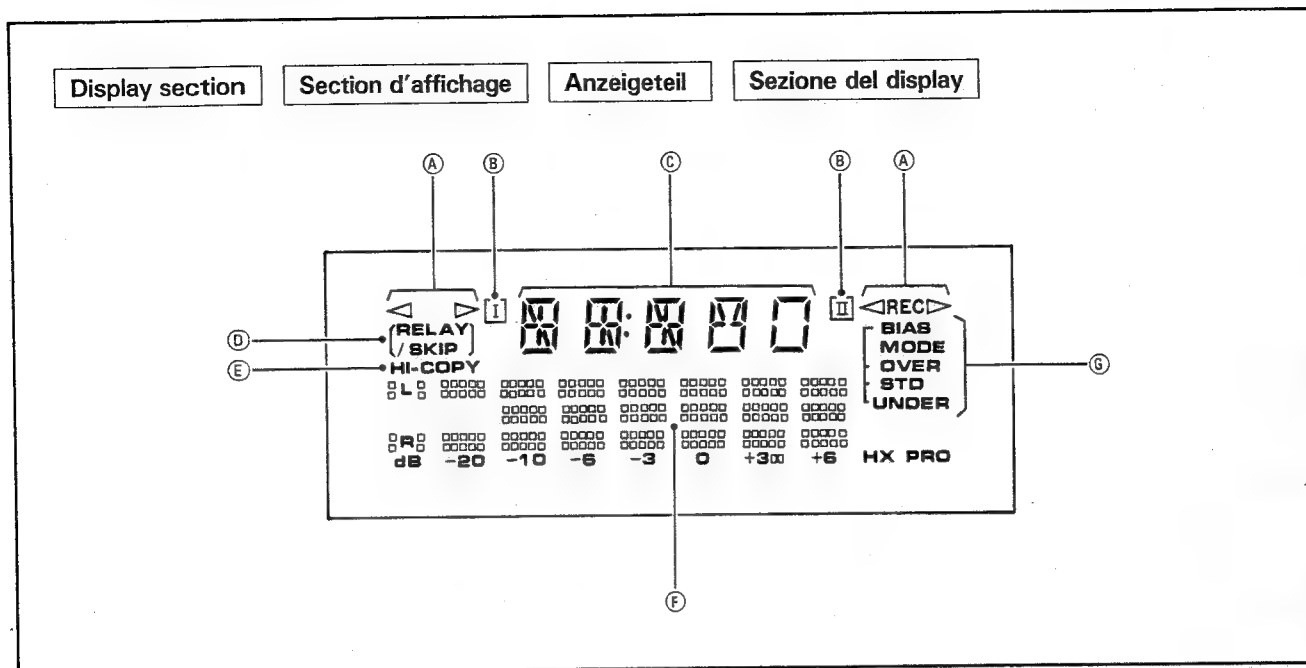 Display section Section d'affichage Anzeigeteil Sezione del display
Ⓐ Ⓑ Ⓒ Ⓑ Ⓐ
[I] [II] ◁REC▷
Ⓓ RELAY BIAS
/ SKIP MODE
Ⓔ HI-COPY OVER Ⓖ
L STD
UNDER
R
dB -20 -10 -6 -3 0 +3 +6 HX PRO
Ⓕ